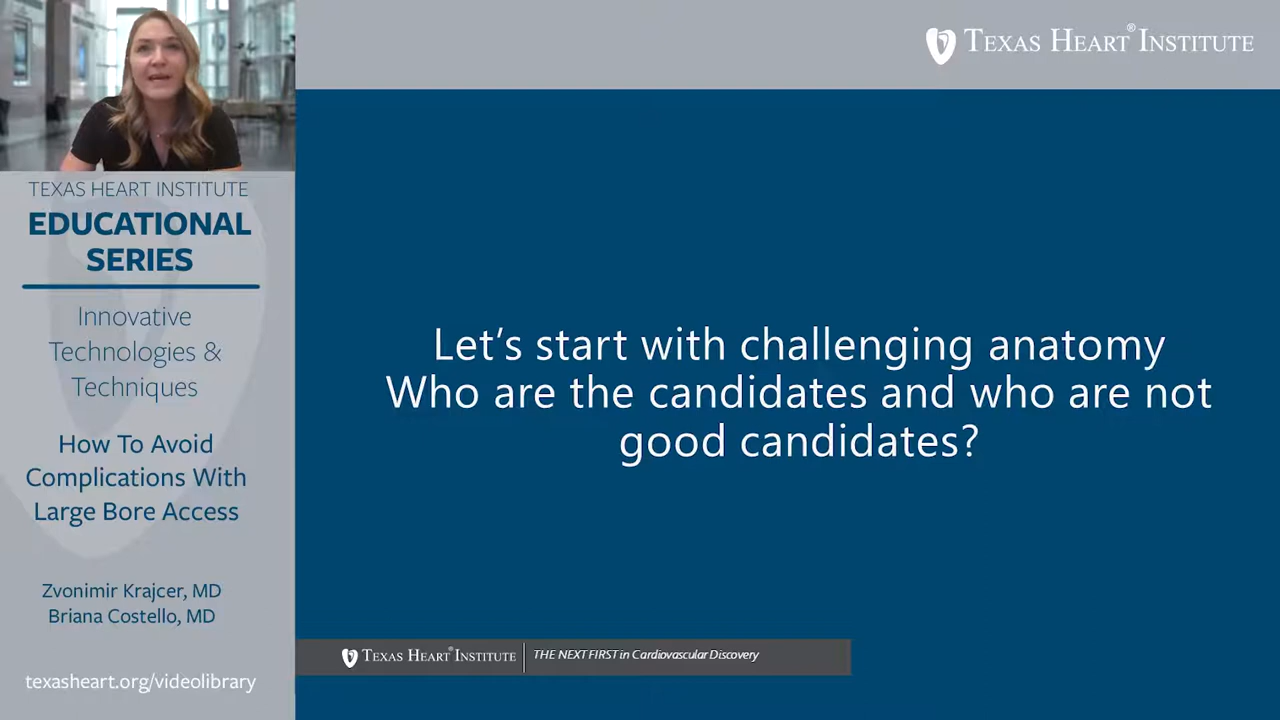 TEXAS HEART® INSTITUTE
TEXAS HEART INSTITUTE
EDUCATIONAL
SERIES
Innovative
Technologies &
Techniques
How To Avoid
Complications With
Large Bore Access
Zvonimir Krajcer, MD
Briana Costello, MD
texasheart.org/videolibrary
Let’s start with challenging anatomy
Who are the candidates and who are not
good candidates?
TEXAS HEART® INSTITUTE
THE NEXT FIRST in Cardiovascular Discovery